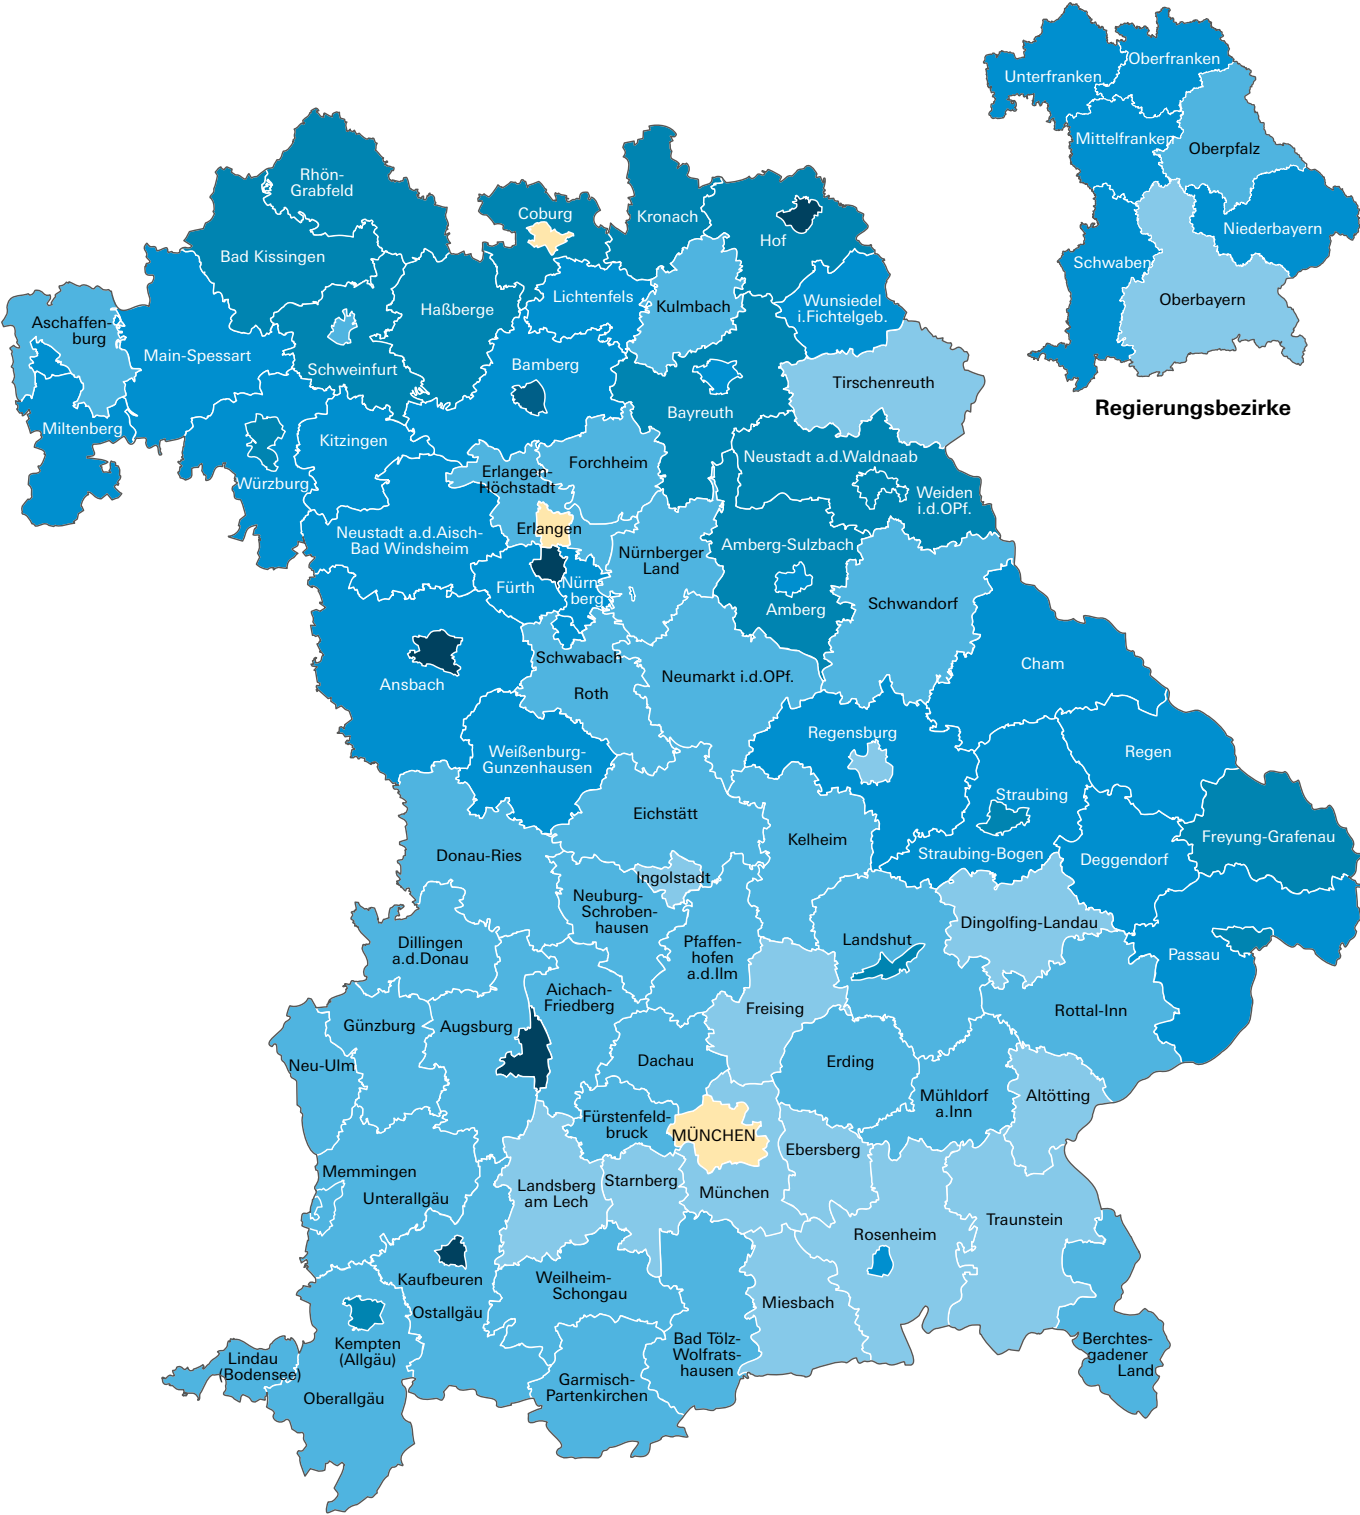 Oberfranken
Unterfranken
Mittelfranken
Oberpfalz
Niederbayern
Schwaben
Oberbayern
Regierungsbezirke
Rhön-
Grabfeld
Coburg
Kronach
Hof
Bad Kissingen
Lichtenfels
Kulmbach
Wunsiedel
i.Fichtelgeb.
Haßberge
Aschaffen-
burg
Main-Spessart
Schweinfurt
Bamberg
Tirschenreuth
Bayreuth
Miltenberg
Kitzingen
Würzburg
Forchheim
Erlangen-
Höchstadt
Neustadt a.d.Waldnaab
Weiden
i.d.OPf.
Erlangen
Neustadt a.d.Aisch-
Bad Windsheim
Nürnberger
Land
Amberg-Sulzbach
Fürth
Nürn-
berg
Amberg
Schwandorf
Schwabach
Cham
Ansbach
Roth
Neumarkt i.d.OPf.
Weißenburg-
Gunzenhausen
Regensburg
Regen
Straubing
Eichstätt
Kelheim
Straubing-Bogen
Deggendorf
Freyung-Grafenau
Donau-Ries
Ingolstadt
Neuburg-
Schroben-
hausen
Dingolfing-Landau
Dillingen
a.d.Donau
Pfaffen-
hofen
a.d.Ilm
Landshut
Passau
Aichach-
Friedberg
Freising
Rottal-Inn
Günzburg
Augsburg
Neu-Ulm
Dachau
Erding
Mühldorf
a.Inn
Altötting
Fürstenfeld-
bruck
MÜNCHEN
Ebersberg
Memmingen
Unterallgäu
Landsberg
am Lech
Starnberg
München
Traunstein
Rosenheim
Kaufbeuren
Weilheim-
Schongau
Miesbach
Ostallgäu
Kempten
(Allgäu)
Bad Tölz-
Wolfrats-
hausen
Berchtes-
gadener
Land
Lindau
(Bodensee)
Oberallgäu
Garmisch-
Partenkirchen